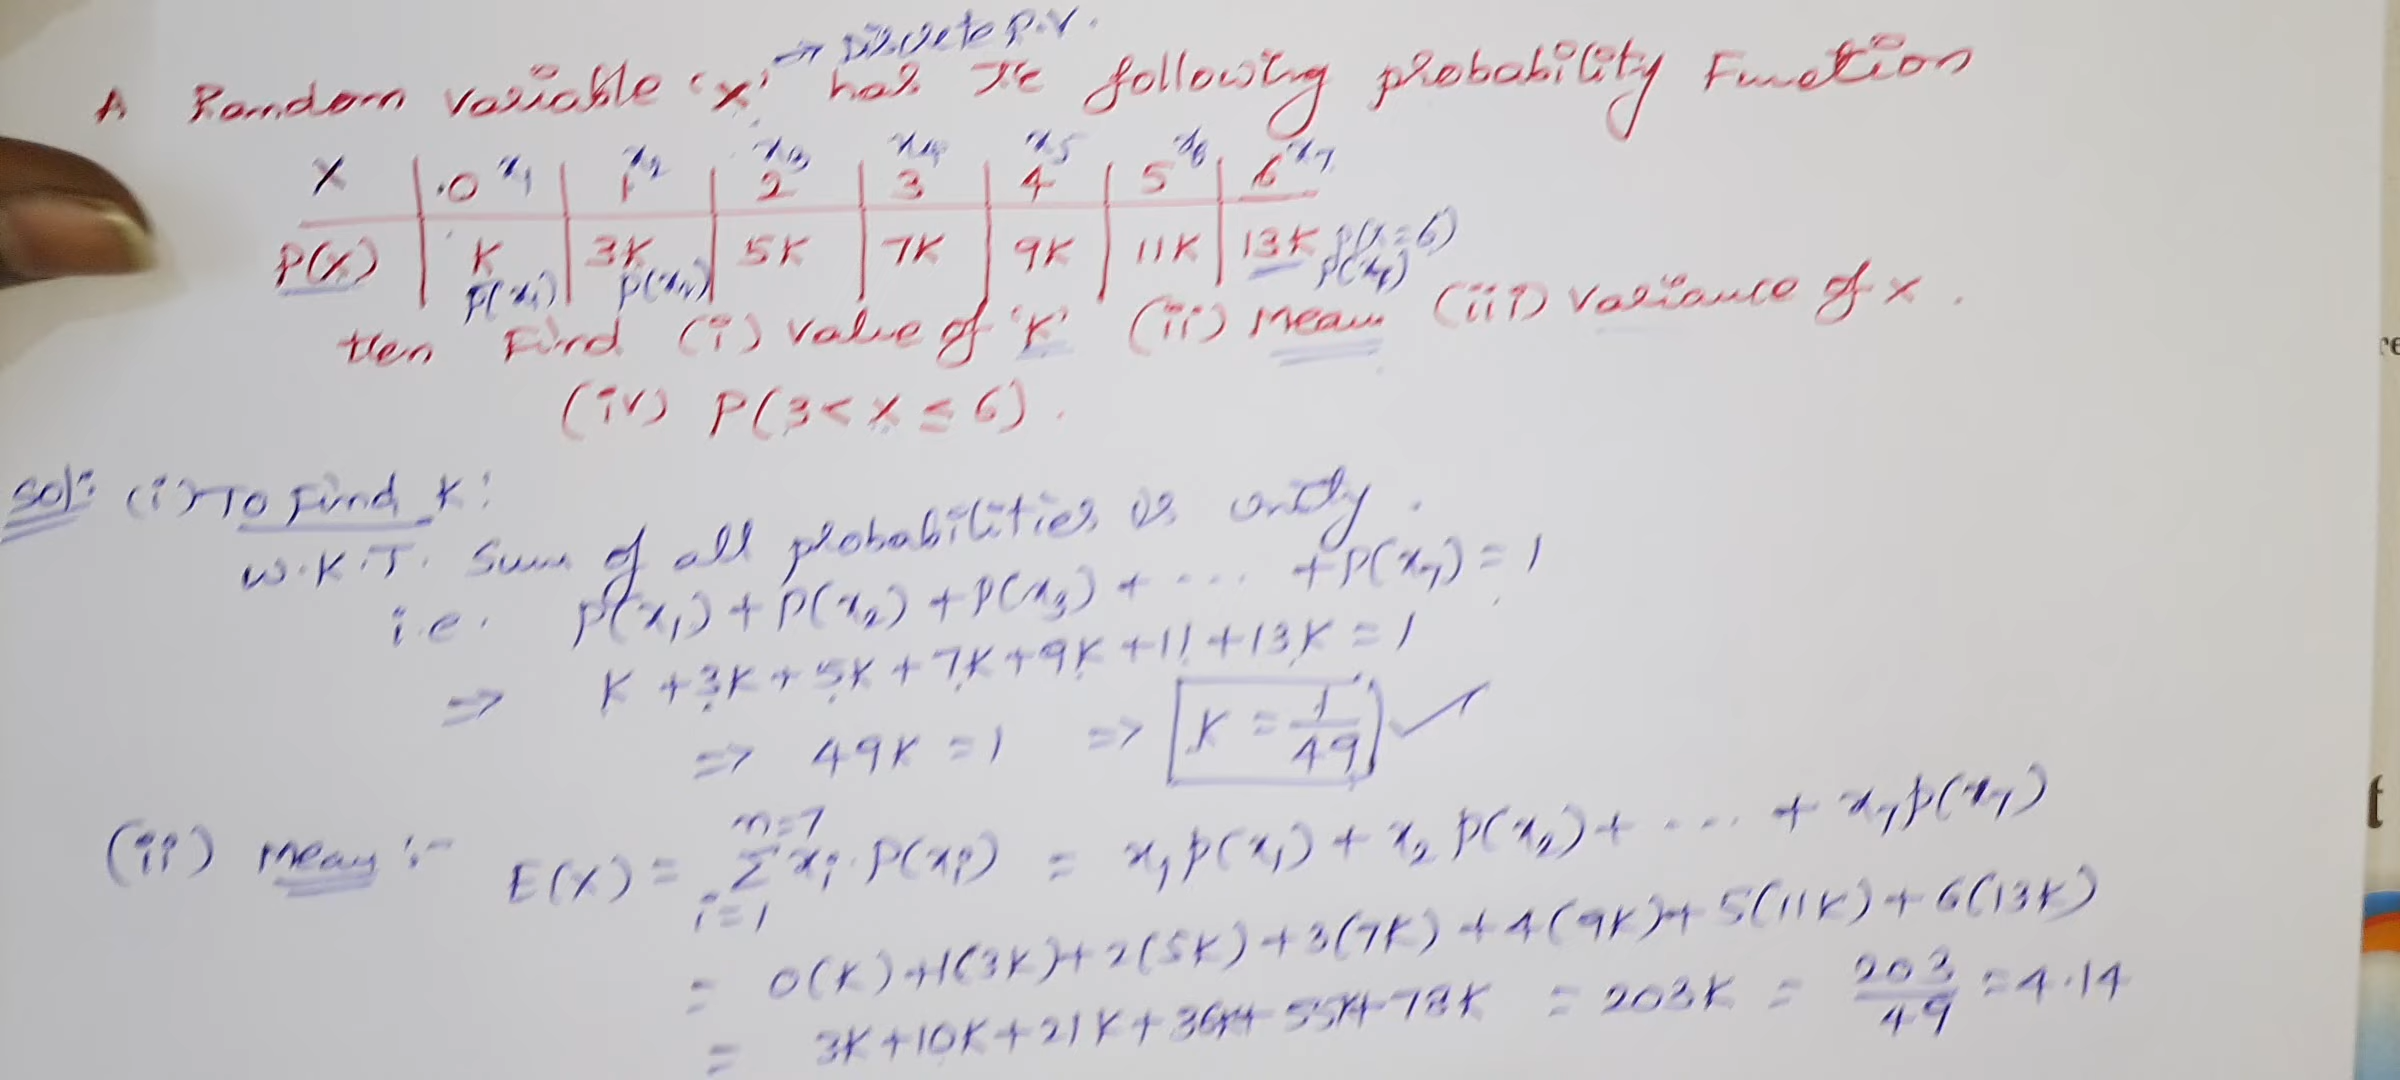 → Discrete R.V.
A Random variable 'X' has the following probability Function
X | 0 x₁ | 1 x₂ | 2 x₃ | 3 x₄ | 4 x₅ | 5 x₆ | 6 x₇
P(X) | K | 3K | 5K | 7K | 9K | 11K | 13K P(X=6)
P(x₁) P(x₂) P(x₇)
then Find (i) value of 'K' (ii) Mean (iii) Variance of X.
(iv) P(3<X≤6).
Sol: (i) To Find K:
W.K.T. Sum of all probabilities is unity.
i.e. P(x₁)+P(x₂)+P(x₃)+... +P(x₇)=1
⇒ K+3K+5K+7K+9K+11+13K=1
⇒ 49K=1 ⇒ K=1/49 ✓
(ii) Mean :- E(X) = n=7 Σ i=1 xᵢ.P(xᵢ) = x₁P(x₁)+x₂P(x₂)+...+x₇P(x₇)
= 0(K)+1(3K)+2(5K)+3(7K)+4(9K)+5(11K)+6(13K)
= 3K+10K+21K+36K+55K+78K = 203K = 203/49 = 4.14
re
t